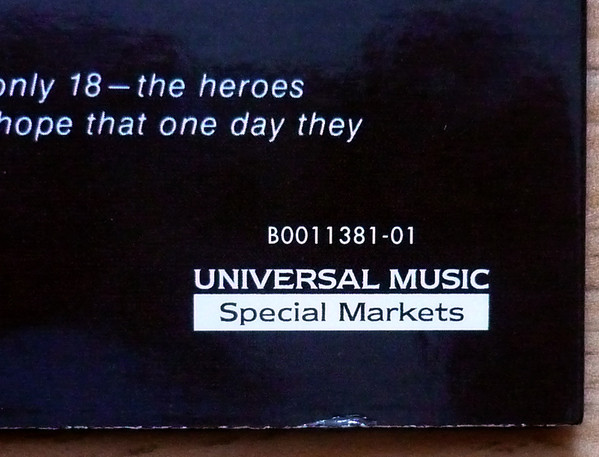 only 18—the heroes
hope that one day they
B0011381-01
UNIVERSAL MUSIC
Special Markets